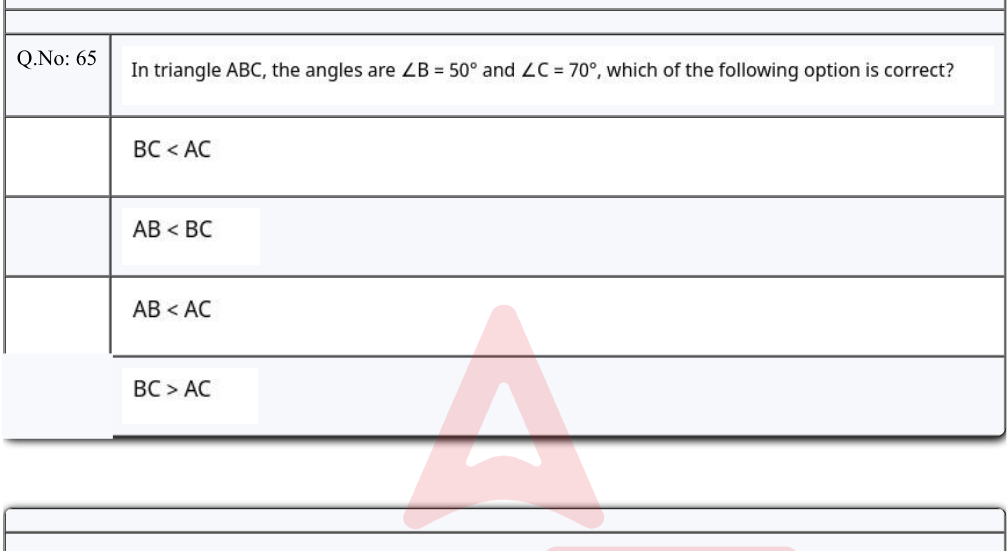 Q.No: 65
In triangle ABC, the angles are ∠B = 50° and ∠C = 70°, which of the following option is correct?
BC < AC
AB < BC
AB < AC
BC > AC